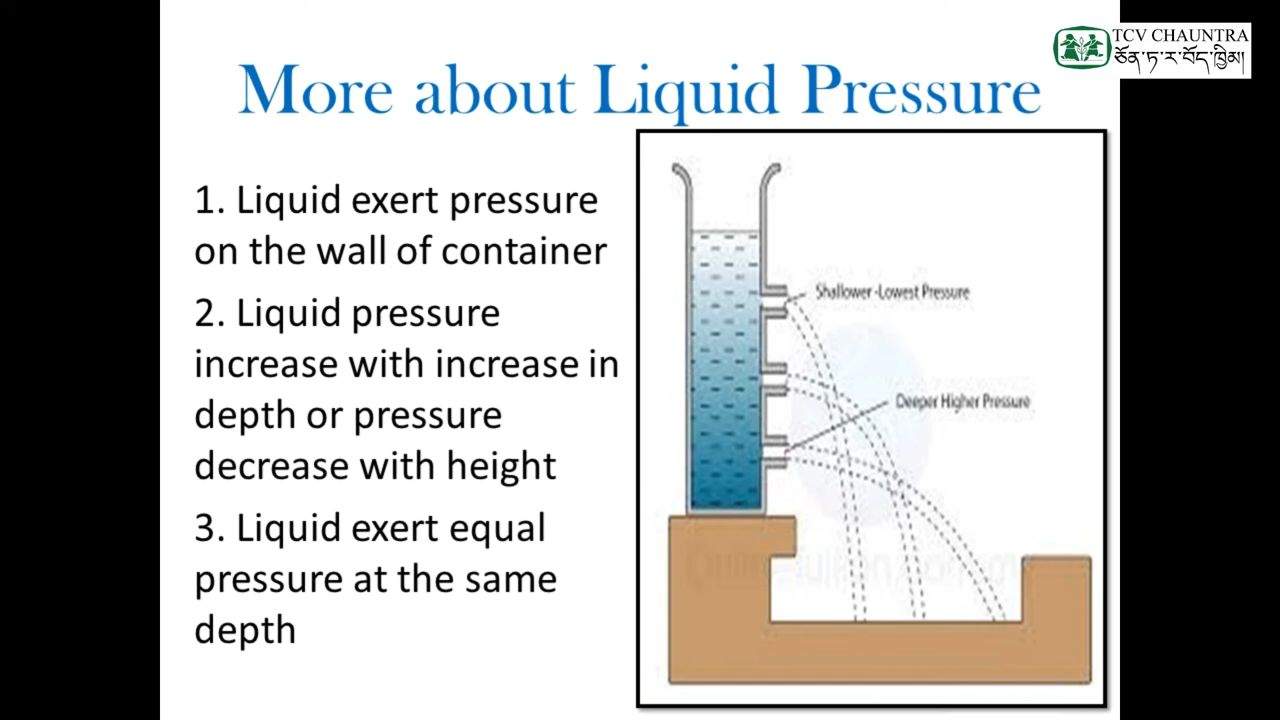 TCV CHAUNTRA
ཅོན་ཏ་ར་བོད་ཁྱིམ།
More about Liquid Pressure
1. Liquid exert pressure
on the wall of container
2. Liquid pressure
increase with increase in
depth or pressure
decrease with height
3. Liquid exert equal
pressure at the same
depth
Shallower -Lowest Pressure
Deeper Higher Pressure